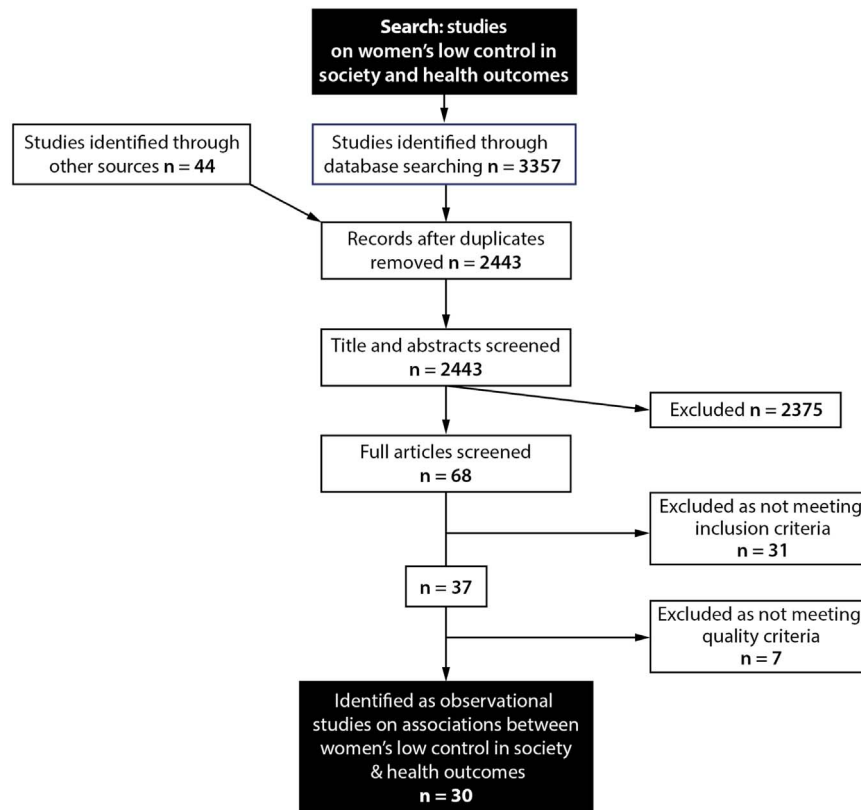 Search: studies
on women's low control in
society and health outcomes
Studies identified through
other sources n = 44
Studies identified through
database searching n = 3357
Records after duplicates
removed n = 2443
Title and abstracts screened
n = 2443
Excluded n = 2375
Full articles screened
n = 68
Excluded as not meeting
inclusion criteria
n = 31
n = 37
Excluded as not meeting
quality criteria
n = 7
Identified as observational
studies on associations between
women's low control in society
& health outcomes
n = 30